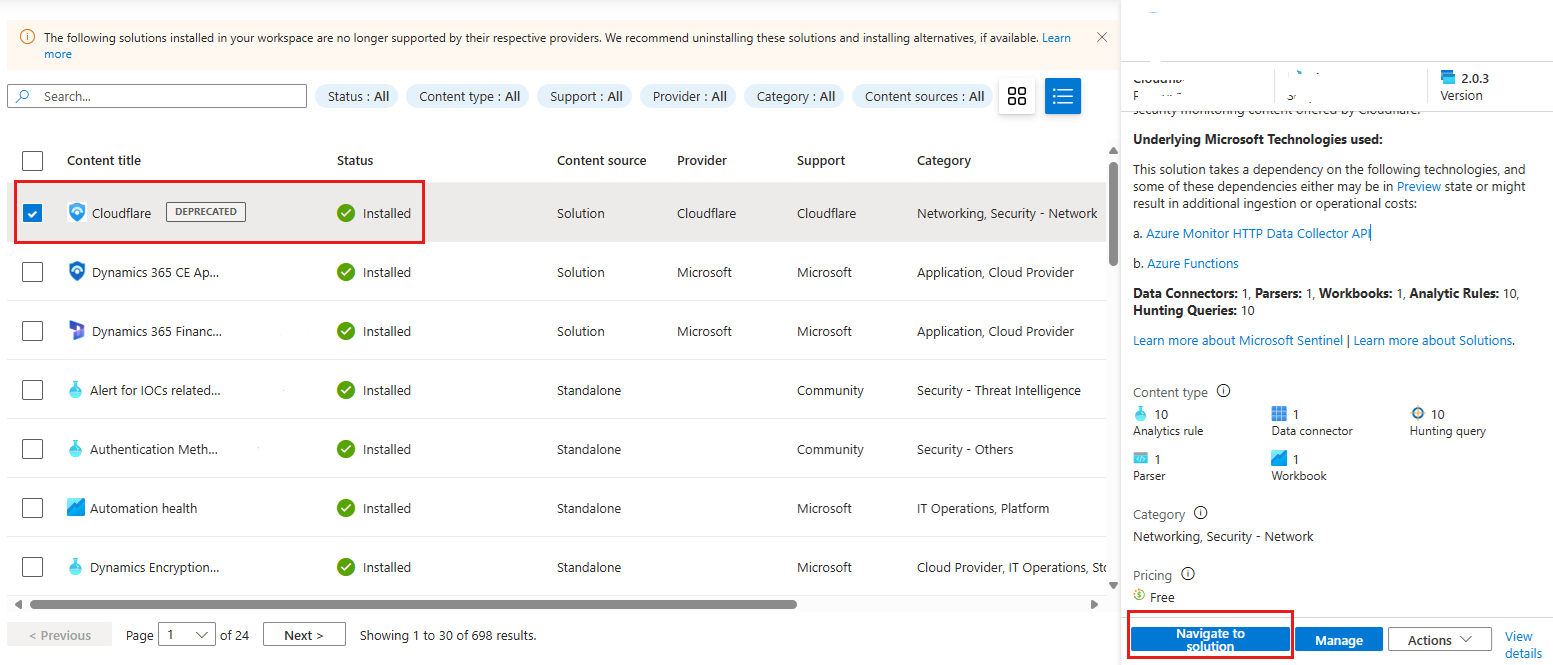 The following solutions installed in your workspace are no longer supported by their respective providers. We recommend uninstalling these solutions and installing alternatives, if available. Learn
more
Search...
Status : All
Content type : All
Support : All
Provider : All
Category : All
Content sources : All
Content title Status Content source Provider Support Category
Cloudflare DEPRECATED Installed Solution Cloudflare Cloudflare Networking, Security - Network
Dynamics 365 CE Ap... Installed Solution Microsoft Microsoft Application, Cloud Provider
Dynamics 365 Financ... Installed Solution Microsoft Microsoft Application, Cloud Provider
Alert for IOCs related... Installed Standalone Community Security - Threat Intelligence
Authentication Meth... Installed Standalone Community Security - Others
Automation health Installed Standalone Microsoft IT Operations, Platform
Dynamics Encryption... Installed Standalone Microsoft Cloud Provider, IT Operations, Sto
< Previous Page 1 of 24 Next > Showing 1 to 30 of 698 results.
2.0.3
Version
security monitoring content offered by Cloudflare.
Underlying Microsoft Technologies used:
This solution takes a dependency on the following technologies, and
some of these dependencies either may be in Preview state or might
result in additional ingestion or operational costs:
a. Azure Monitor HTTP Data Collector API
b. Azure Functions
Data Connectors: 1, Parsers: 1, Workbooks: 1, Analytic Rules: 10,
Hunting Queries: 10
Learn more about Microsoft Sentinel | Learn more about Solutions.
Content type
10 1 10
Analytics rule Data connector Hunting query
1 1
Parser Workbook
Category
Networking, Security - Network
Pricing
Free
Navigate to
solution
Manage
Actions
View
details